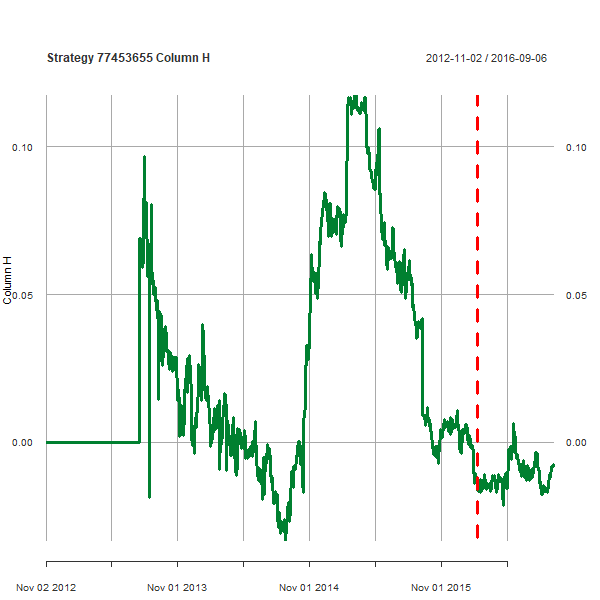 Strategy 77453655 Column H
2012-11-02 / 2016-09-06
Column H
0.10
0.05
0.00
0.10
0.05
0.00
Nov 02 2012
Nov 01 2013
Nov 01 2014
Nov 01 2015